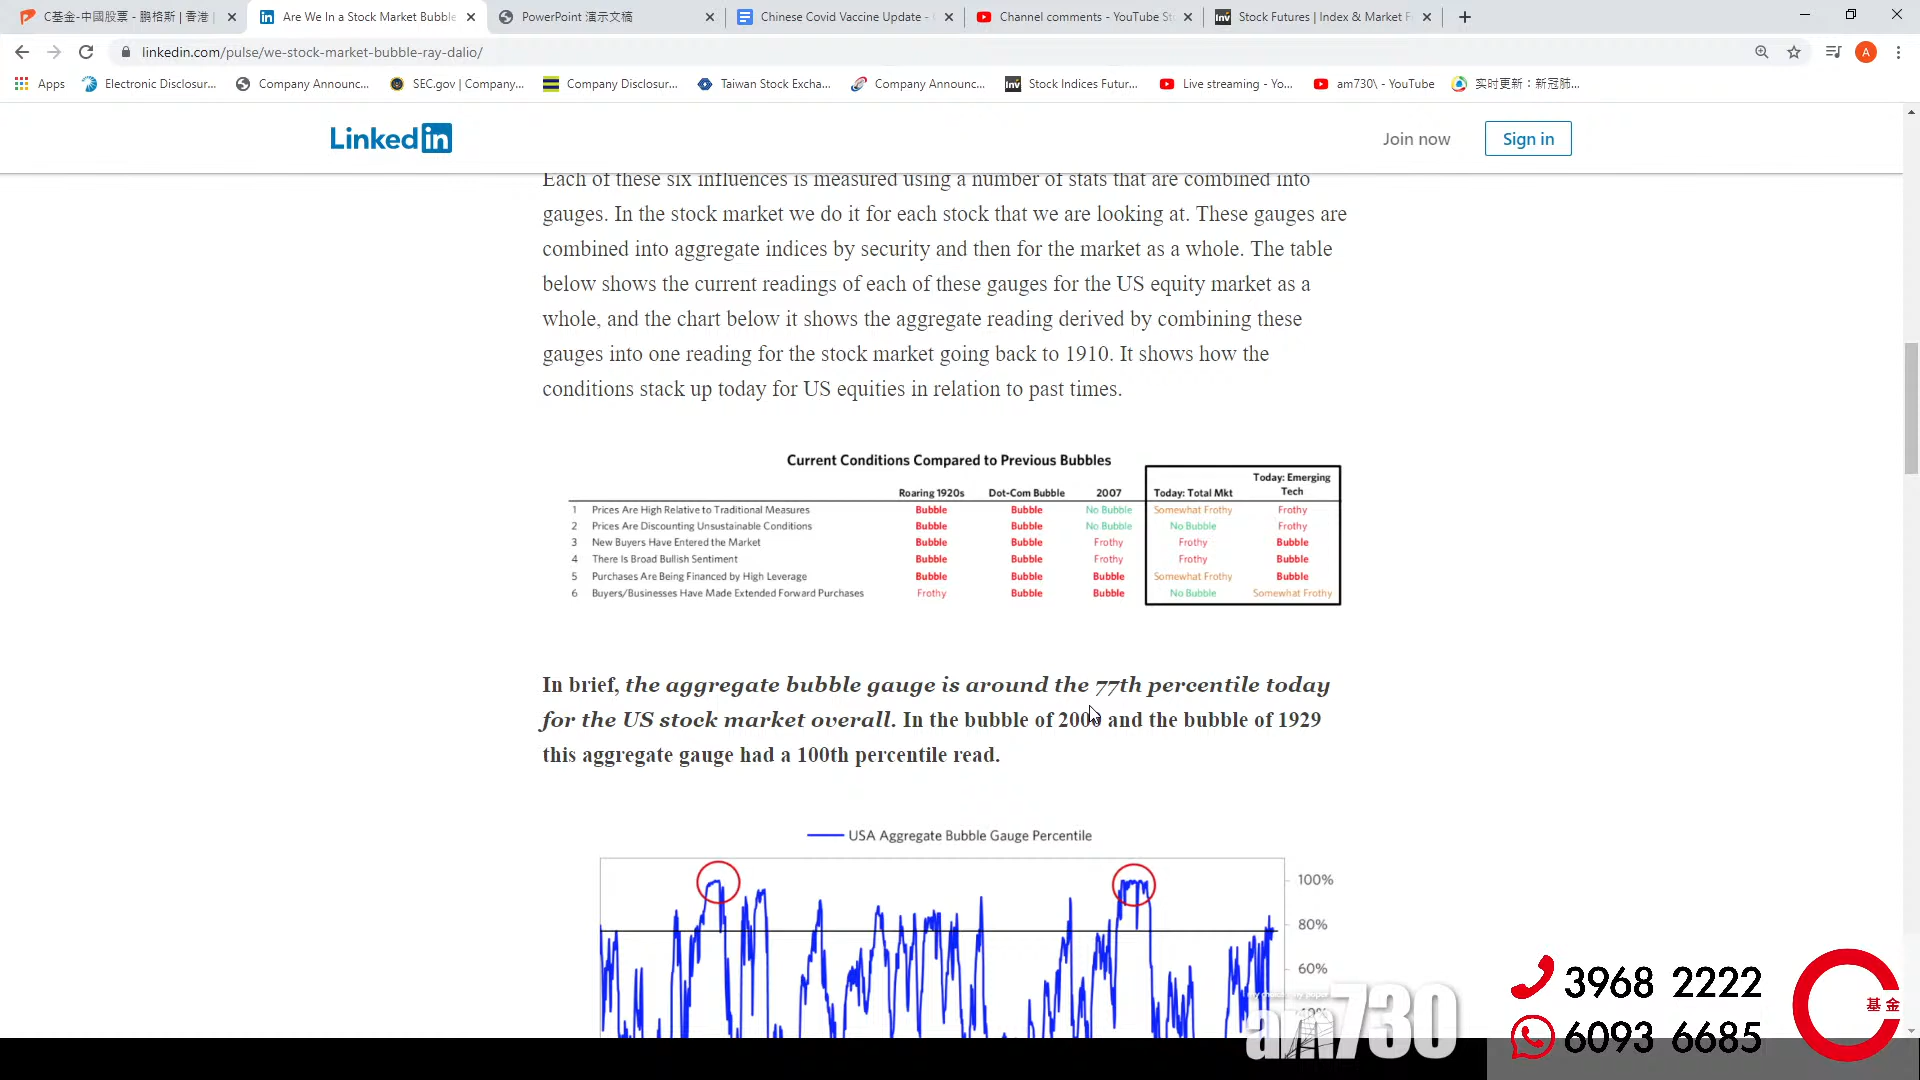 C基金-中國股票 - 鵬格斯 | 香港 |
Are We In a Stock Market Bubble
PowerPoint 演示文稿
Chinese Covid Vaccine Update -
Channel comments - YouTube St
Stock Futures | Index & Market F
linkedin.com/pulse/we-stock-market-bubble-ray-dalio/
A
Apps
Electronic Disclosur...
Company Announc...
SEC.gov | Company...
Company Disclosur...
Taiwan Stock Excha...
Company Announc...
Stock Indices Futur...
Live streaming - Yo...
am730\ - YouTube
实时更新：新冠肺...
Linked in
Join now
Sign in
Each of these six influences is measured using a number of stats that are combined into
gauges. In the stock market we do it for each stock that we are looking at. These gauges are
combined into aggregate indices by security and then for the market as a whole. The table
below shows the current readings of each of these gauges for the US equity market as a
whole, and the chart below it shows the aggregate reading derived by combining these
gauges into one reading for the stock market going back to 1910. It shows how the
conditions stack up today for US equities in relation to past times.
Current Conditions Compared to Previous Bubbles
Roaring 1920s Dot-Com Bubble 2007 Today: Total Mkt Today: Emerging Tech
1 Prices Are High Relative to Traditional Measures Bubble Bubble No Bubble Somewhat Frothy Frothy
2 Prices Are Discounting Unsustainable Conditions Bubble Bubble No Bubble No Bubble Frothy
3 New Buyers Have Entered the Market Bubble Bubble Frothy Frothy Bubble
4 There Is Broad Bullish Sentiment Bubble Bubble Frothy Frothy Bubble
5 Purchases Are Being Financed by High Leverage Bubble Bubble Bubble Somewhat Frothy Bubble
6 Buyers/Businesses Have Made Extended Forward Purchases Frothy Bubble Bubble No Bubble Somewhat Frothy
In brief, the aggregate bubble gauge is around the 77th percentile today
for the US stock market overall. In the bubble of 2000 and the bubble of 1929
this aggregate gauge had a 100th percentile read.
USA Aggregate Bubble Gauge Percentile
100%
80%
60%
am730
3968 2222
6093 6685
基金